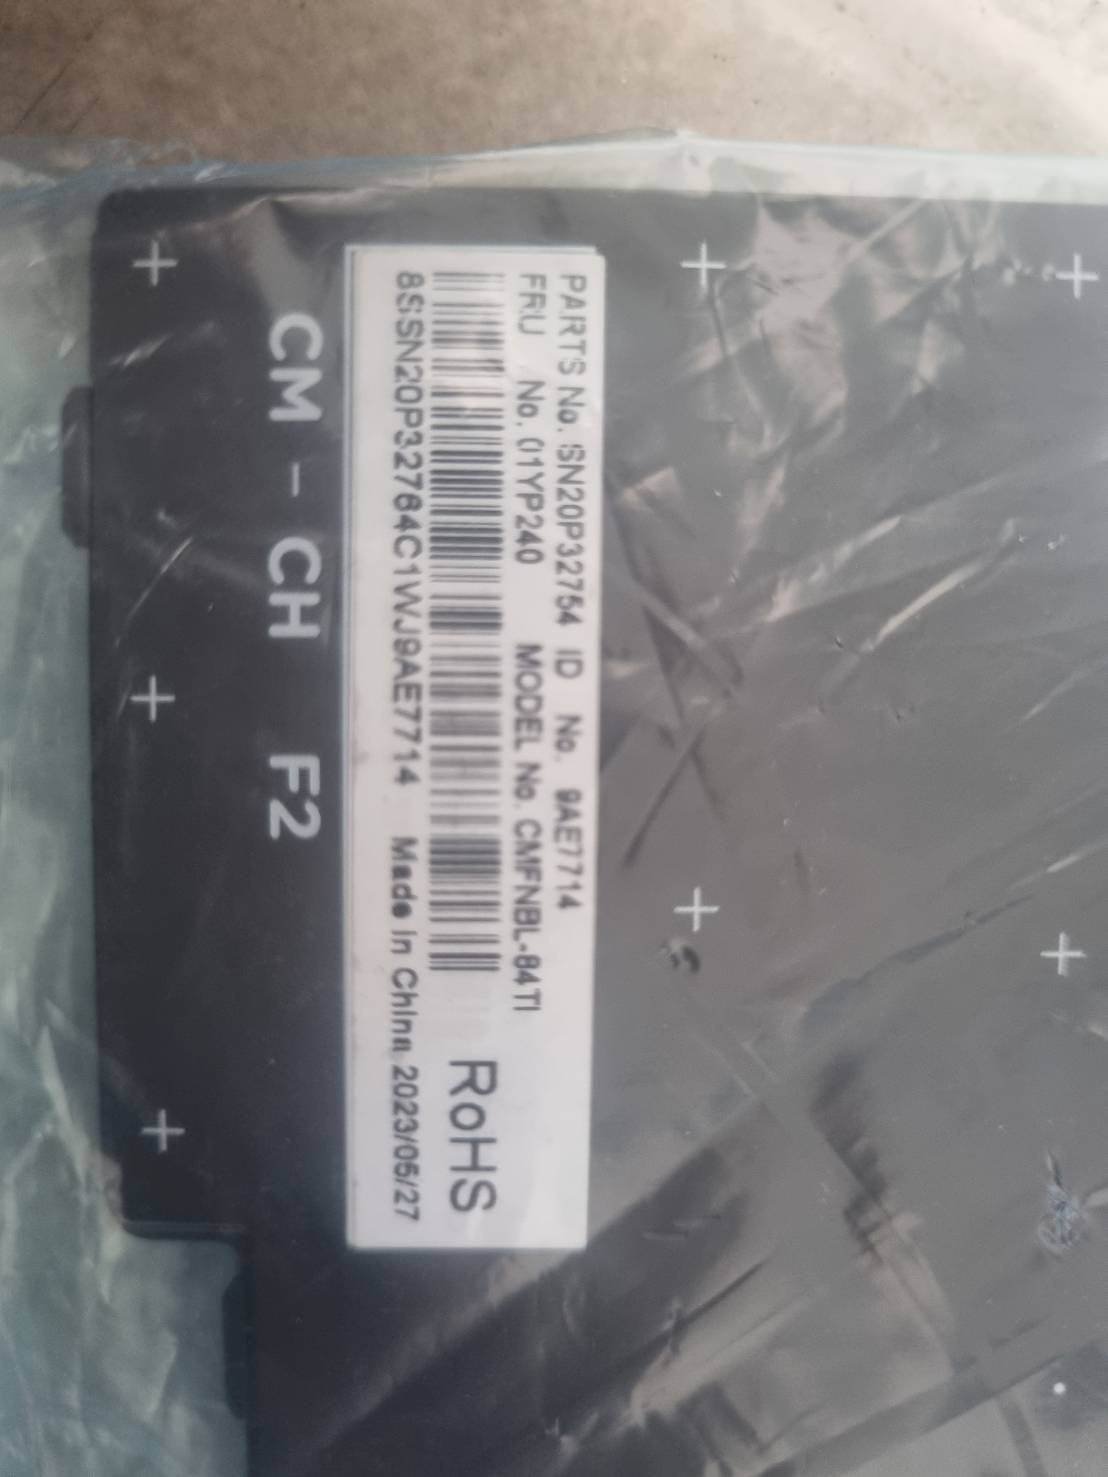 PARTS No. SN20P32754 ID No. 9AE7714
FRU No. 01YP240 MODEL No. CMFNBL-84TI
RoHS
8SSN20P32764C1WJ9AE7714 Made in China 2023/05/27
CM - CH F2